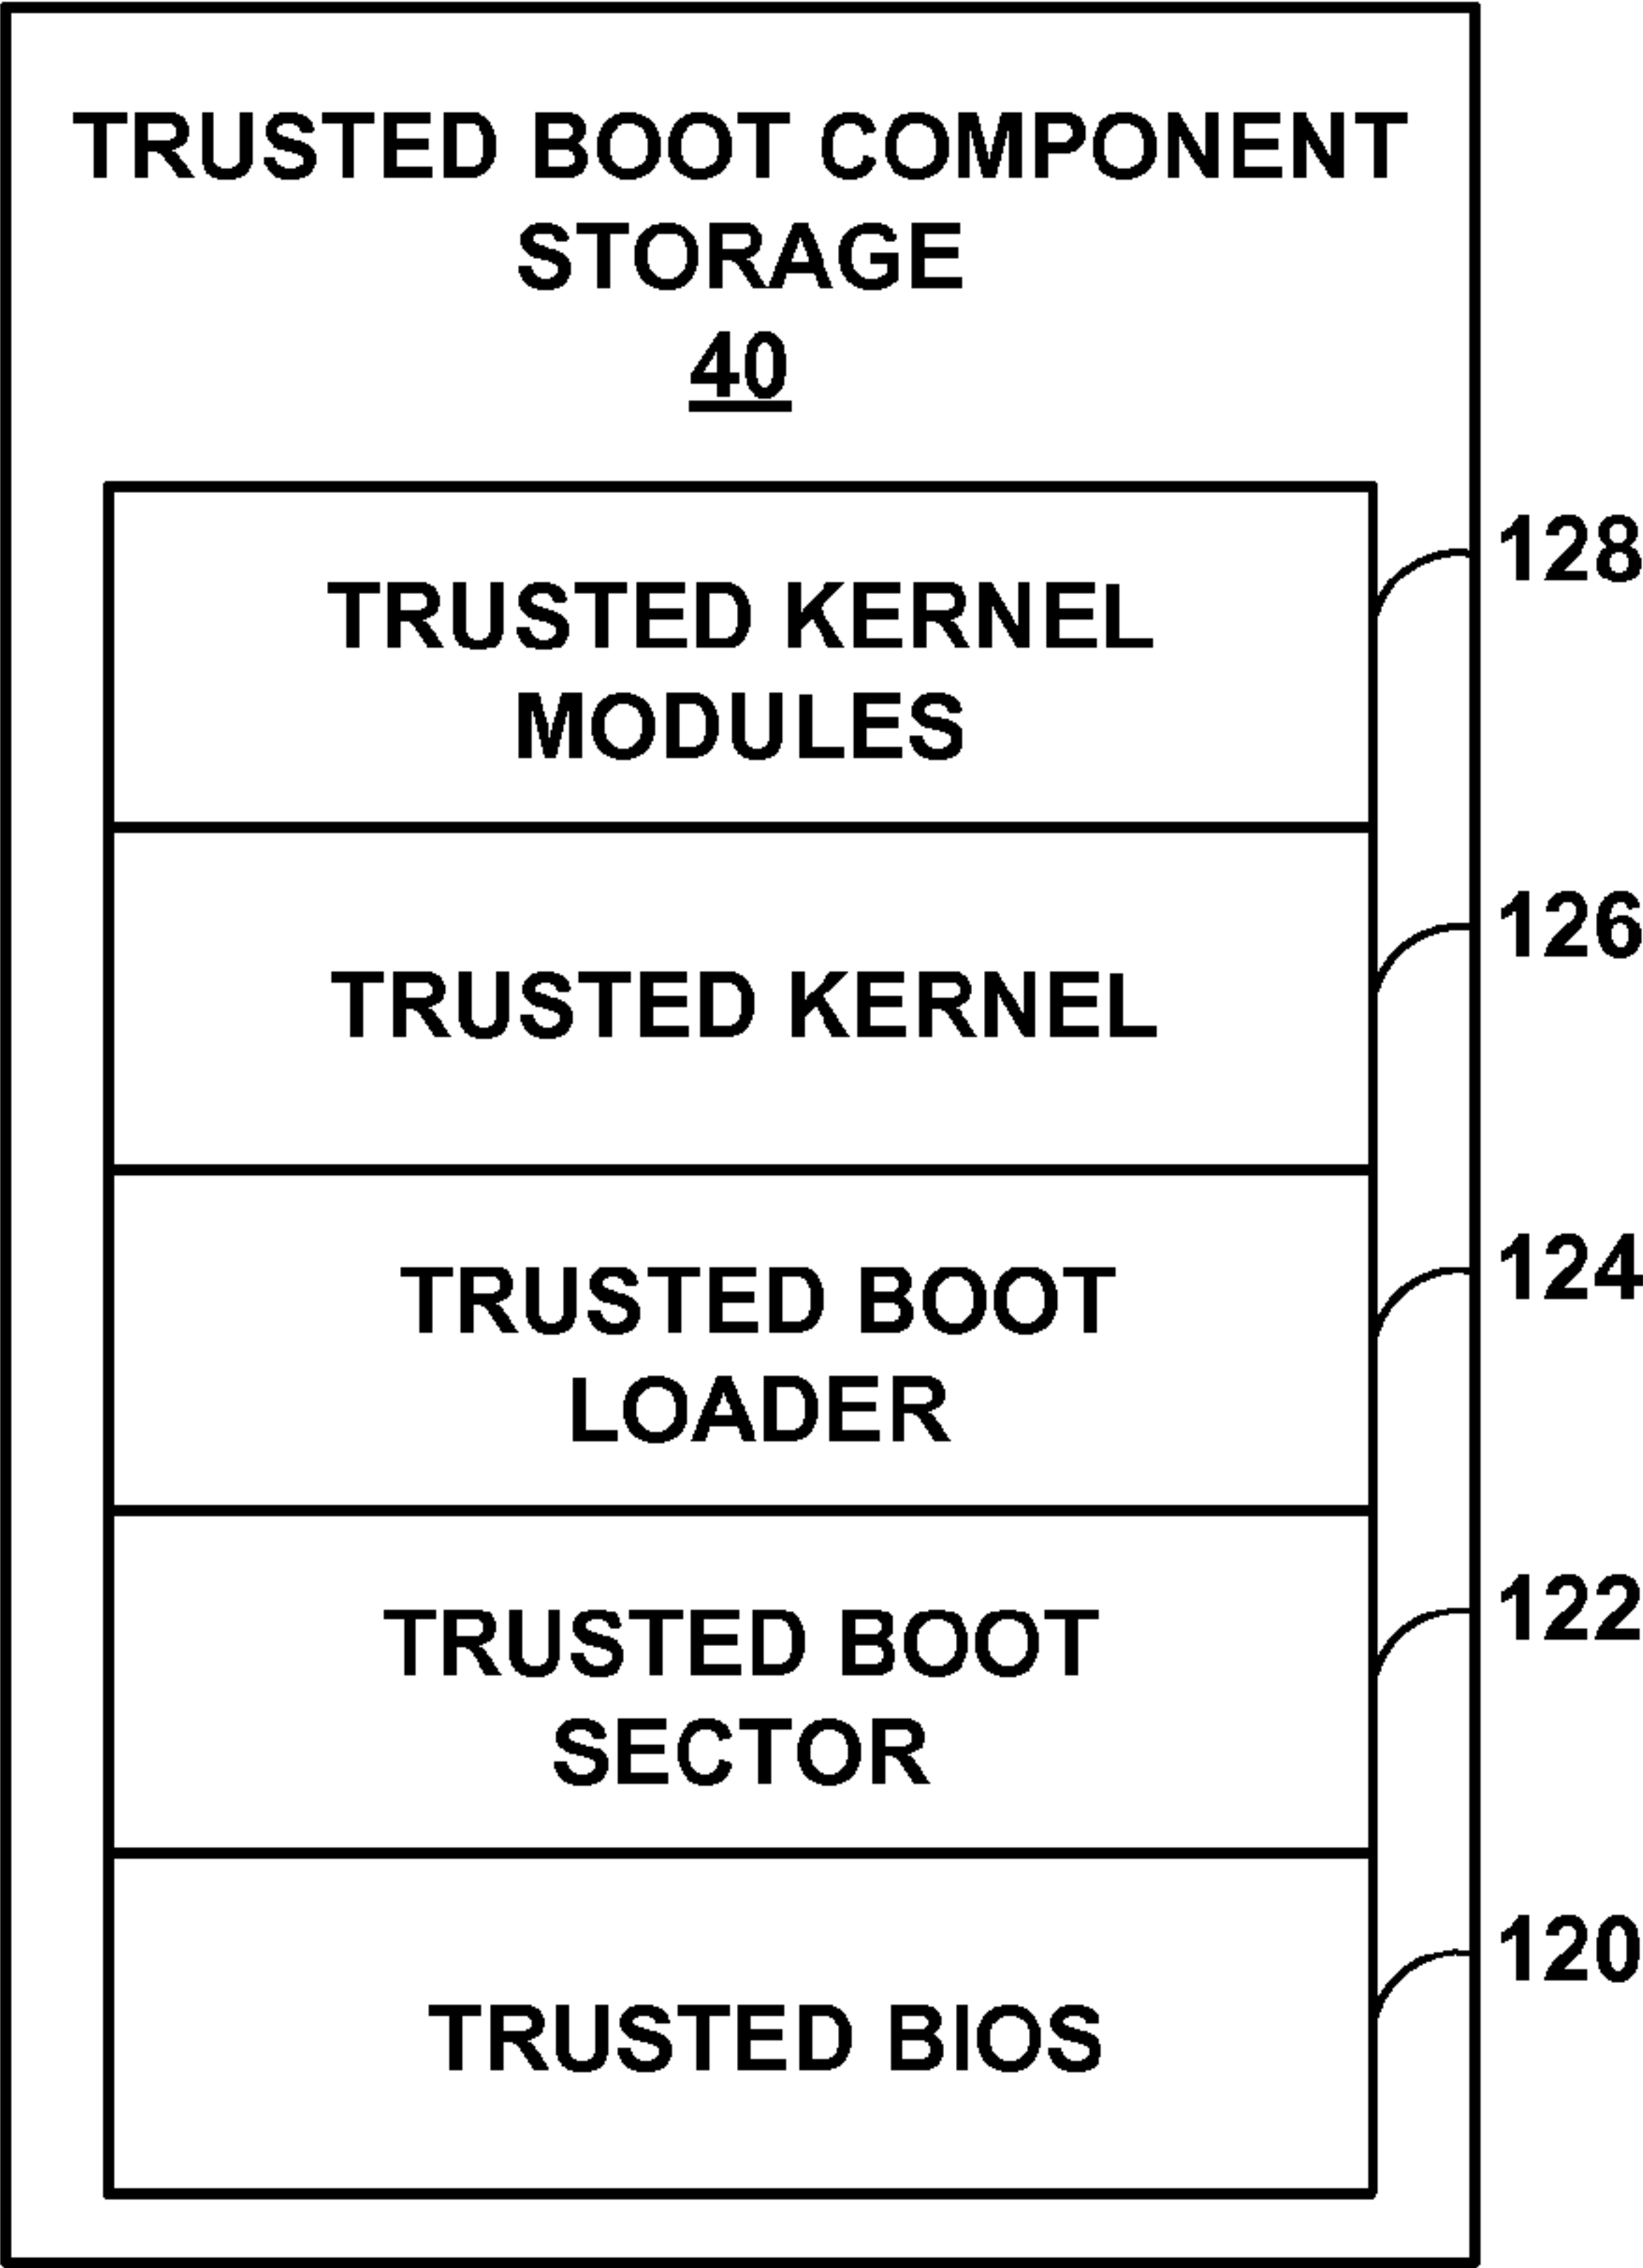 TRUSTED BOOT COMPONENT
STORAGE
40
128
TRUSTED KERNEL
MODULES
126
TRUSTED KERNEL
124
TRUSTED BOOT
LOADER
122
TRUSTED BOOT
SECTOR
120
TRUSTED BIOS